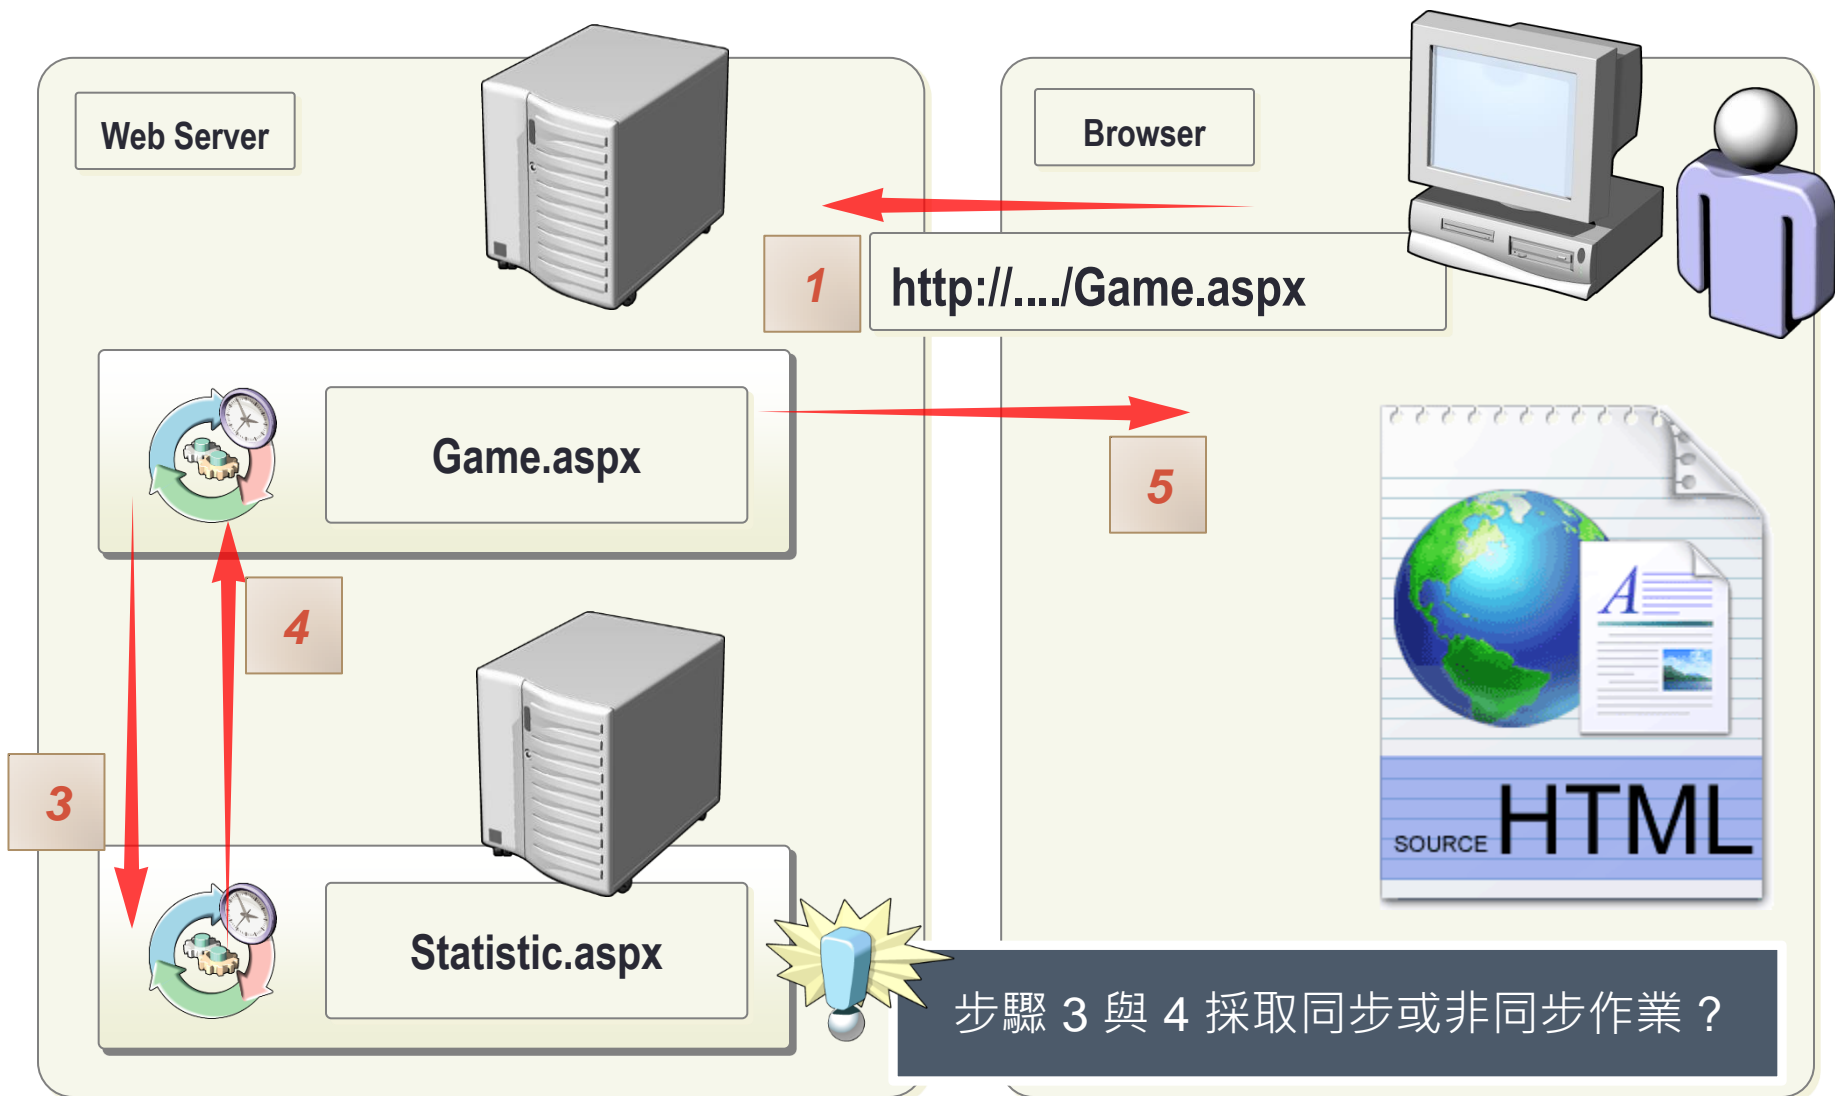 Web Server
Browser
1
http://..../Game.aspx
Game.aspx
5
4
3
Statistic.aspx
A
SOURCE HTML
步驟 3 與 4 採取同步或非同步作業？